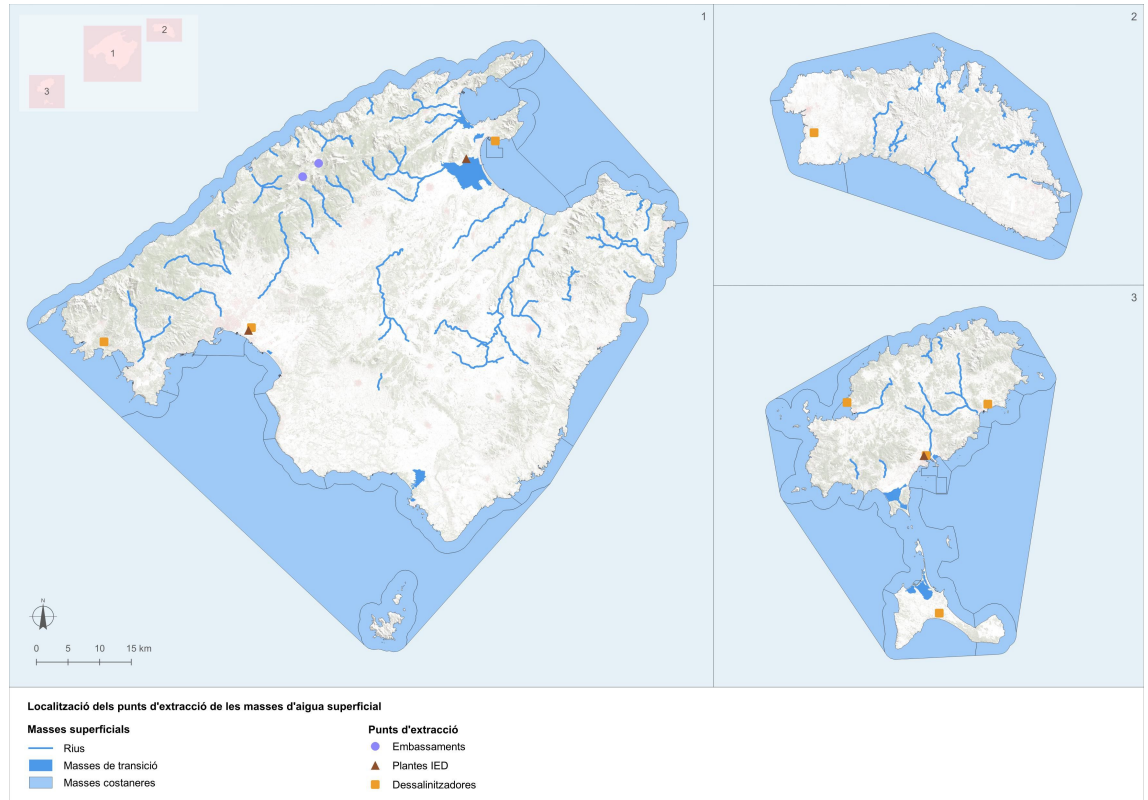 1
2
1
2
3
3
N
0 5 10 15 km
Localització dels punts d'extracció de les masses d'aigua superficial
Masses superficials
Rius
Masses de transició
Masses costaneres
Punts d'extracció
Embassaments
Plantes IED
Dessalinitzadores